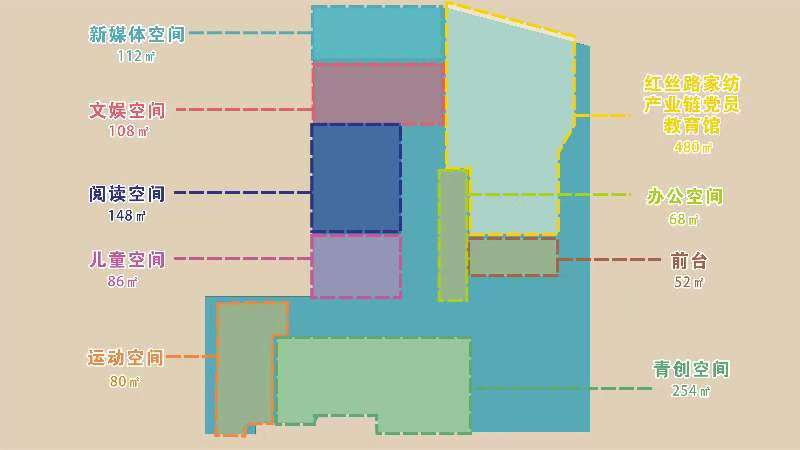 新媒体空间
112㎡
文娱空间
108㎡
阅读空间
148㎡
儿童空间
86㎡
运动空间
80㎡
红丝路家纺
产业链党员
教育馆
480㎡
办公空间
68㎡
前台
52㎡
青创空间
254㎡